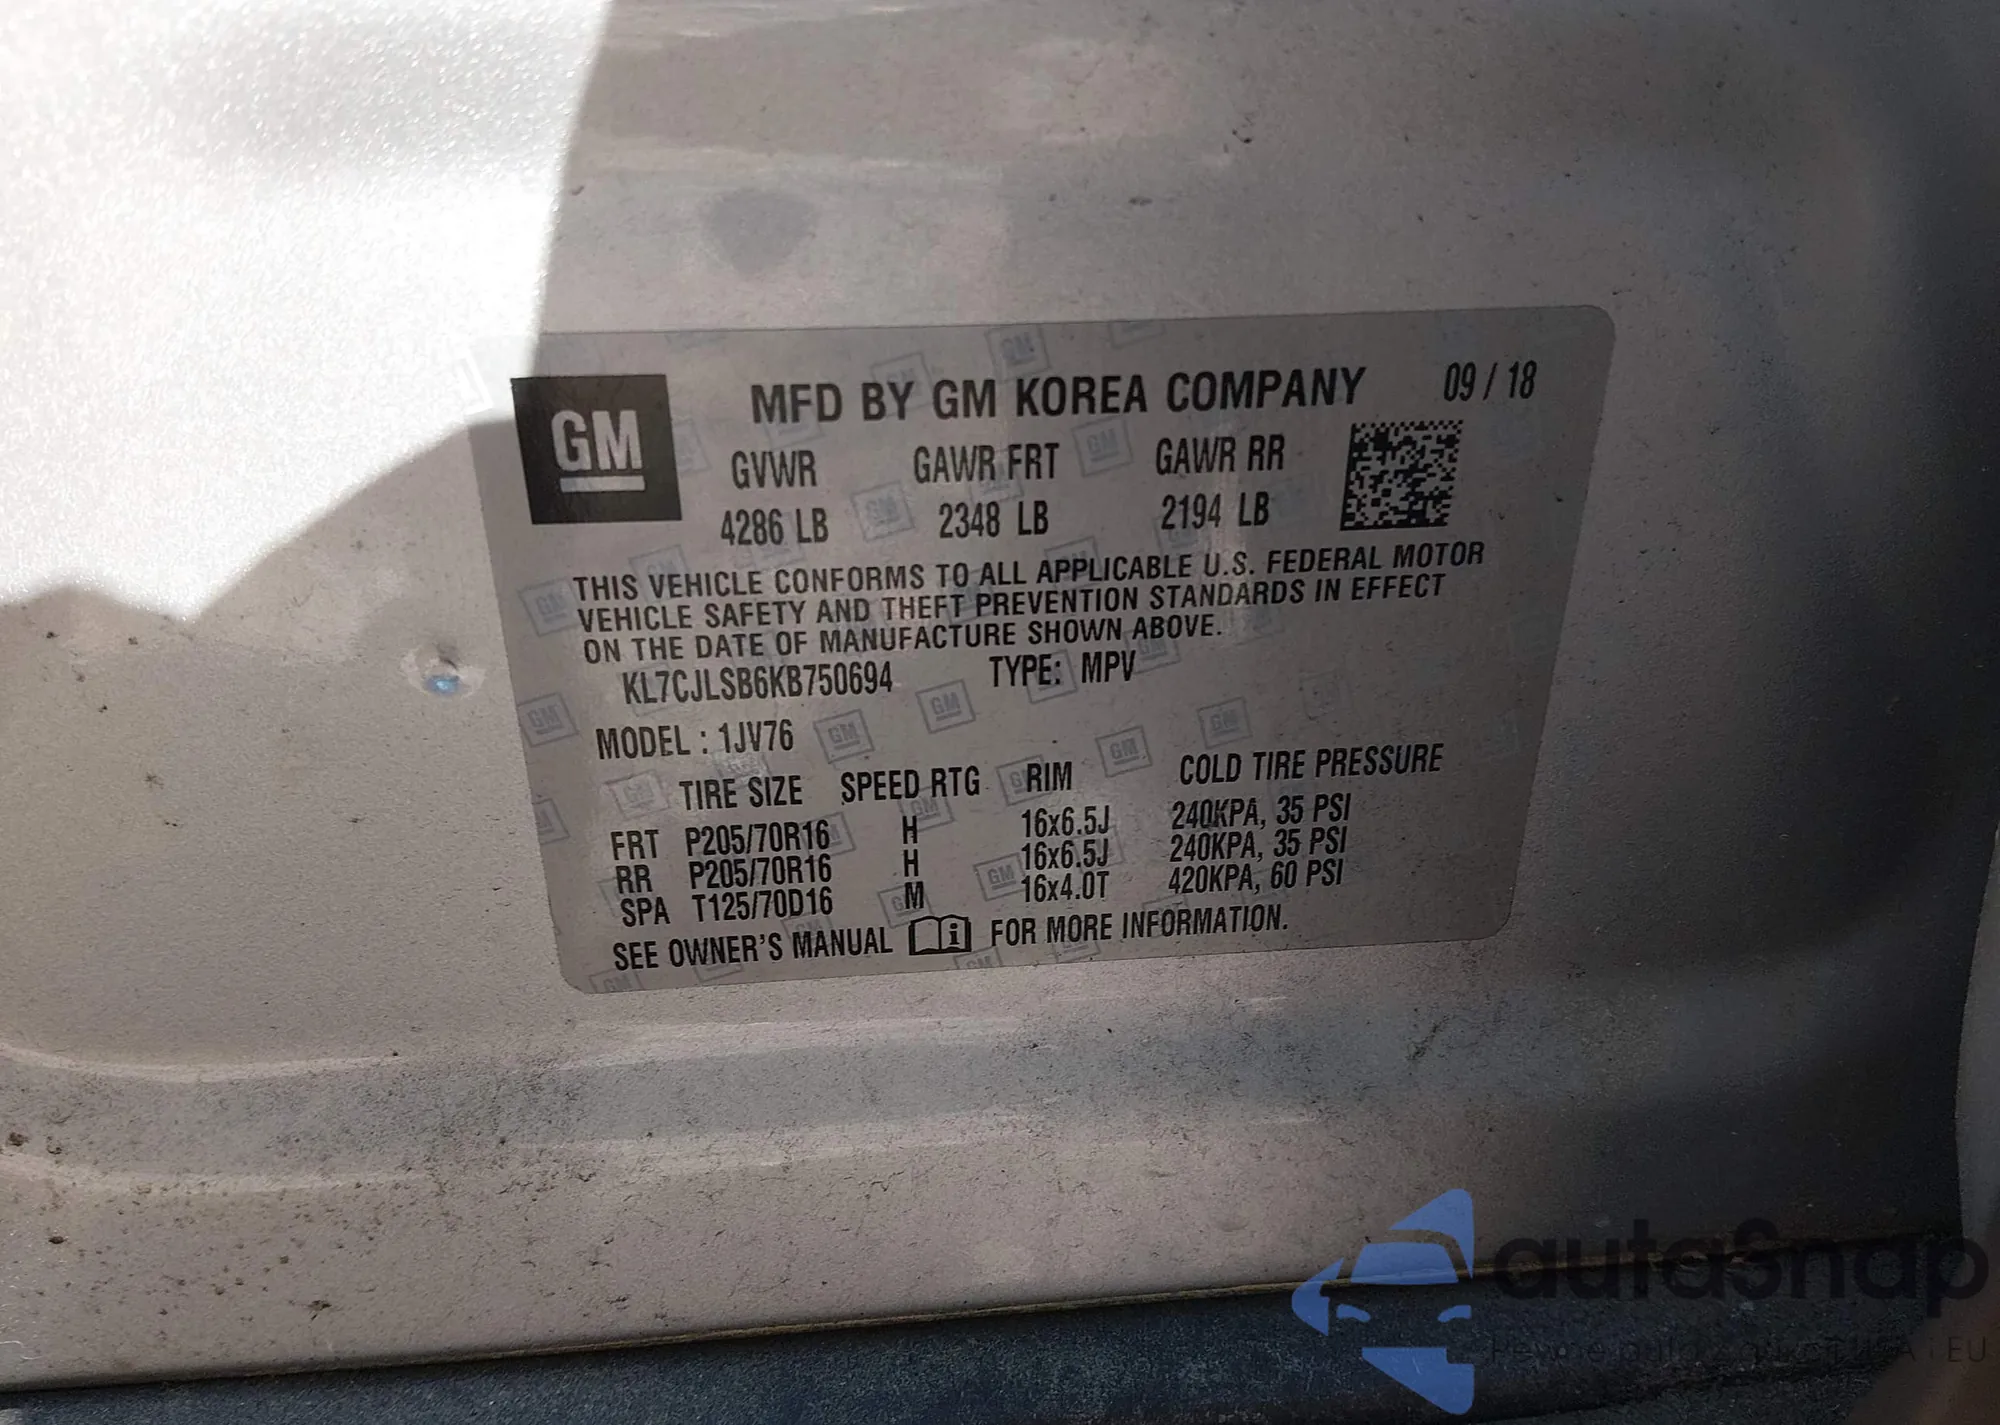 GM
MFD BY GM KOREA COMPANY 09 / 18
GVWR GAWR FRT GAWR RR
4286 LB 2348 LB 2194 LB
THIS VEHICLE CONFORMS TO ALL APPLICABLE U.S. FEDERAL MOTOR
VEHICLE SAFETY AND THEFT PREVENTION STANDARDS IN EFFECT
ON THE DATE OF MANUFACTURE SHOWN ABOVE.
KL7CJLSB6KB750694 TYPE: MPV
MODEL : 1JV76
TIRE SIZE SPEED RTG RIM COLD TIRE PRESSURE
FRT P205/70R16 H 16x6.5J 240KPA, 35 PSI
RR P205/70R16 H 16x6.5J 240KPA, 35 PSI
SPA T125/70D16 M 16x4.0T 420KPA, 60 PSI
SEE OWNER'S MANUAL FOR MORE INFORMATION.
autaSnap
EU